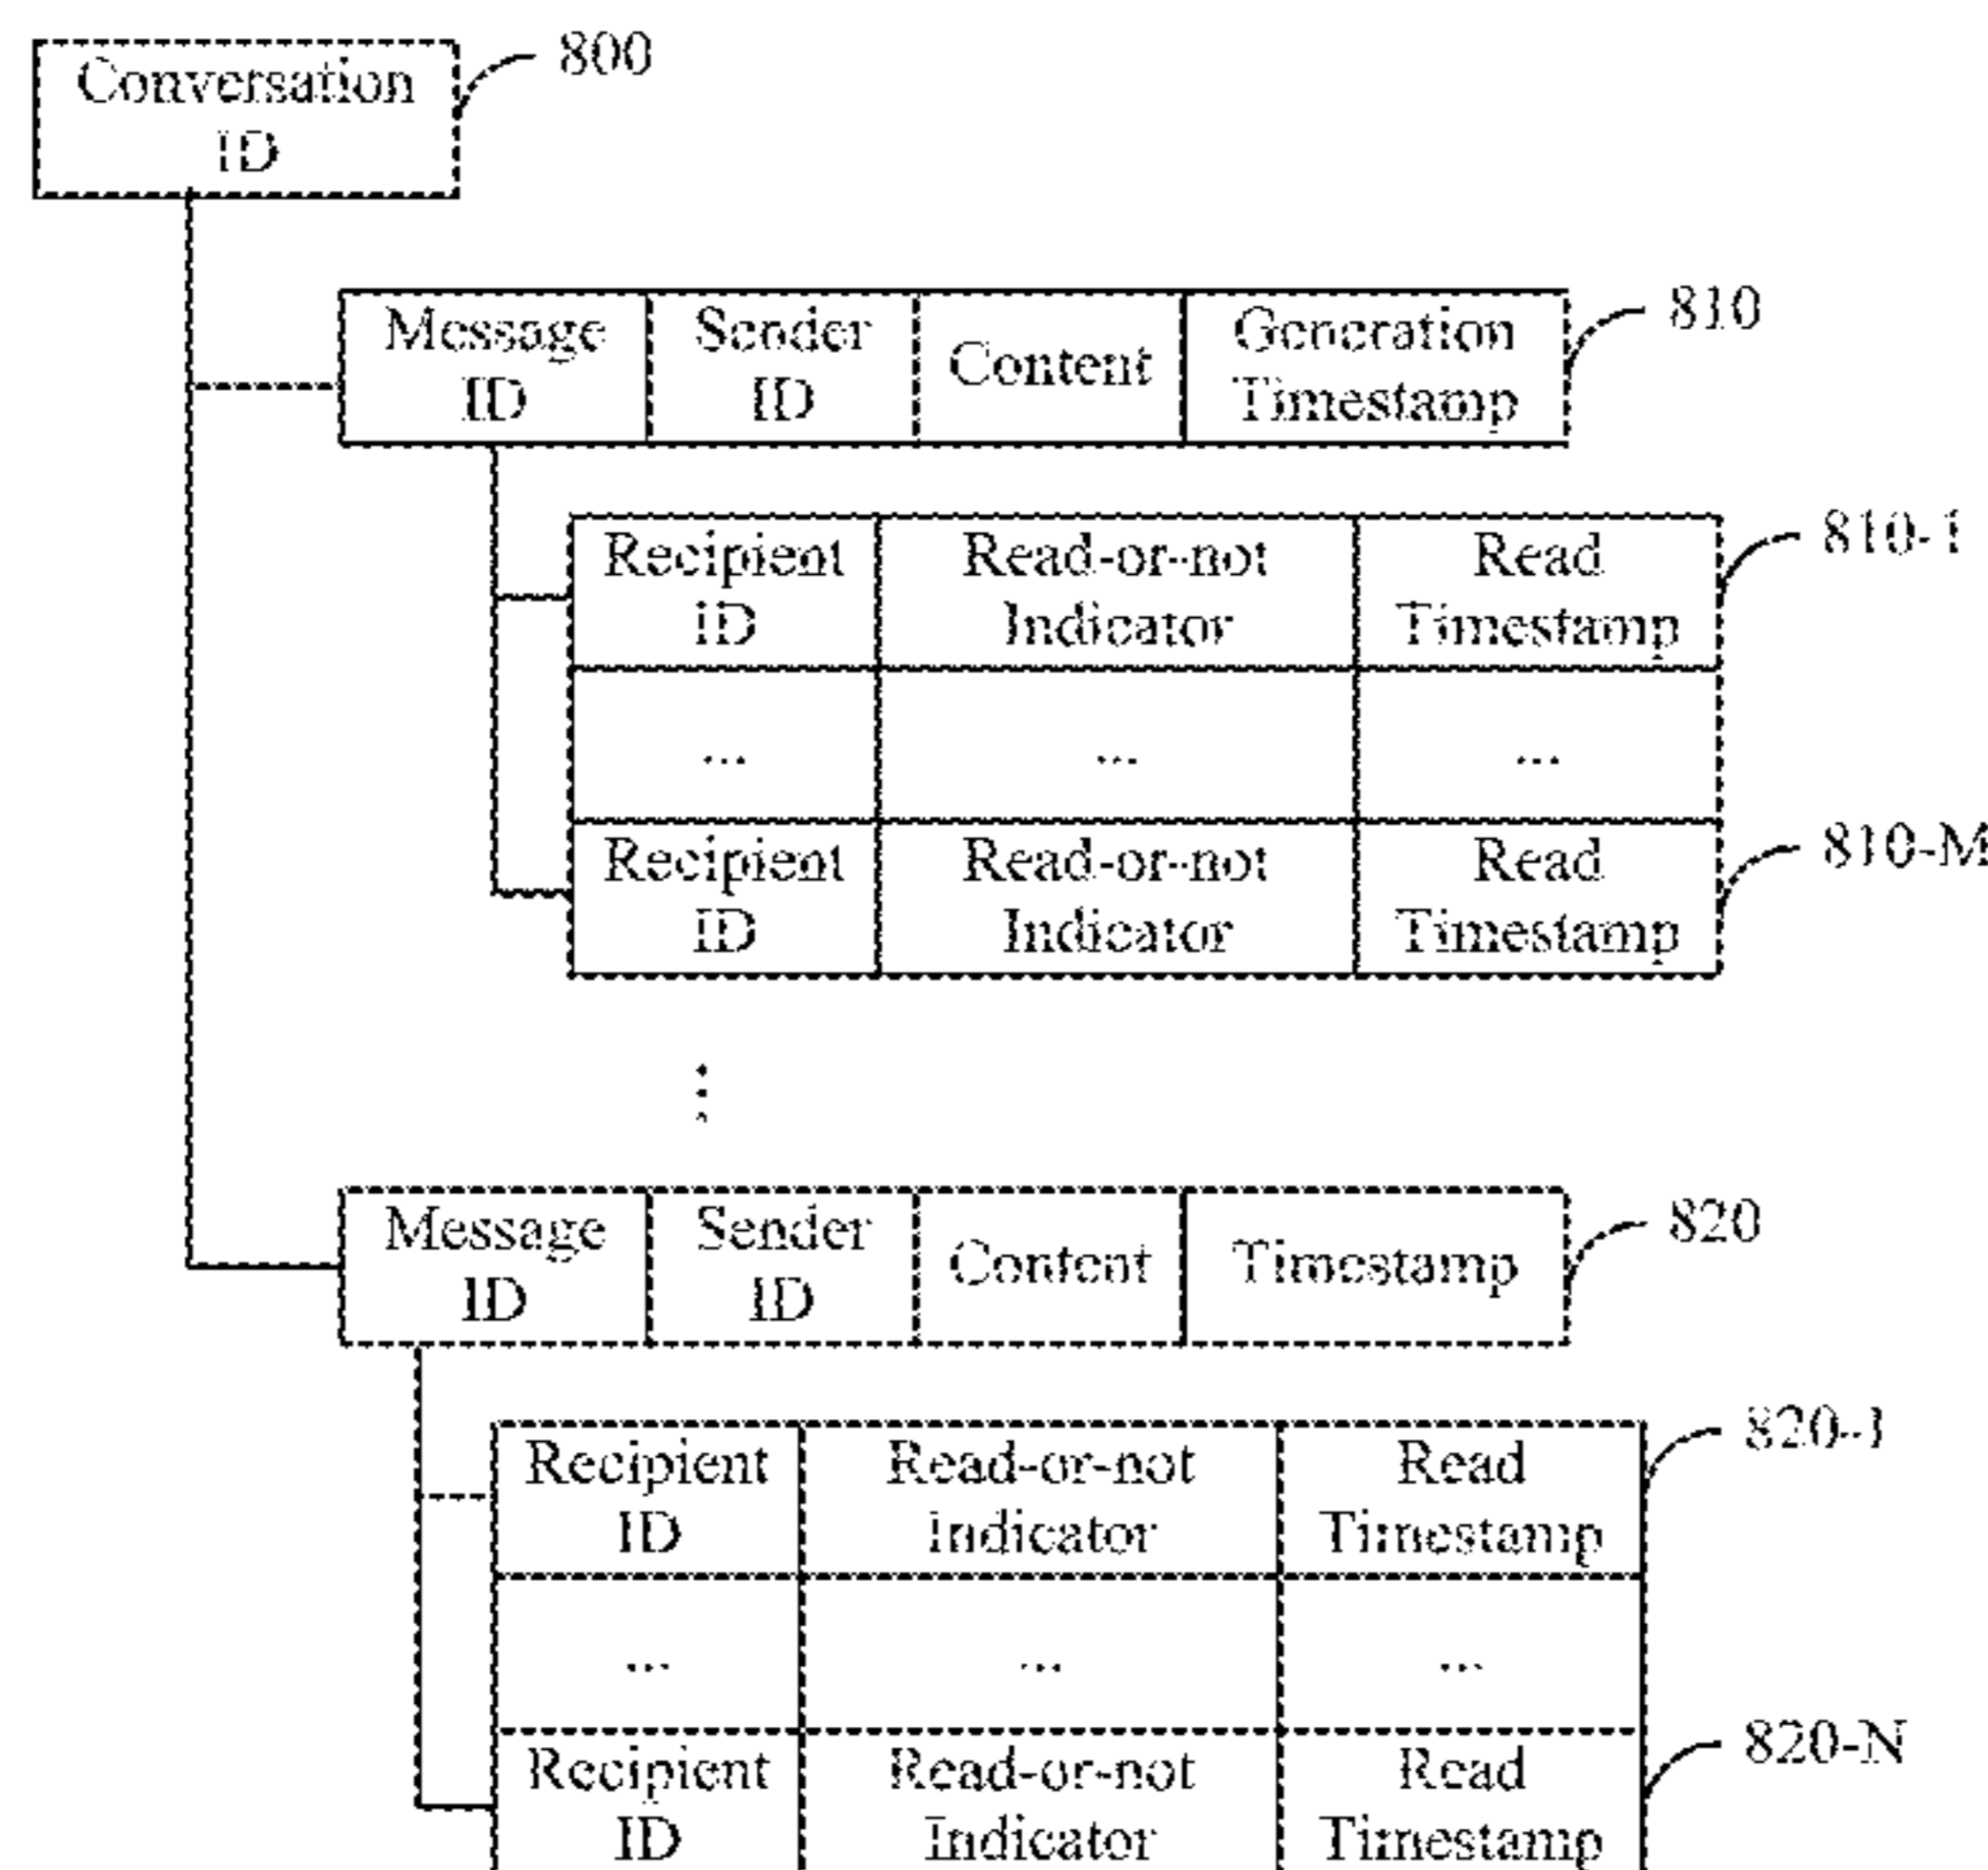 Conversation
ID
800
Message
ID
Sender
ID
Content
Generation
Timestamp
810
Recipient
ID
Read-or-not
Indicator
Read
Timestamp
810-1
...
...
...
Recipient
ID
Read-or-not
Indicator
Read
Timestamp
810-M
Message
ID
Sender
ID
Content
Timestamp
820
Recipient
ID
Read-or-not
Indicator
Read
Timestamp
820-1
...
...
...
Recipient
ID
Read-or-not
Indicator
Read
Timestamp
820-N